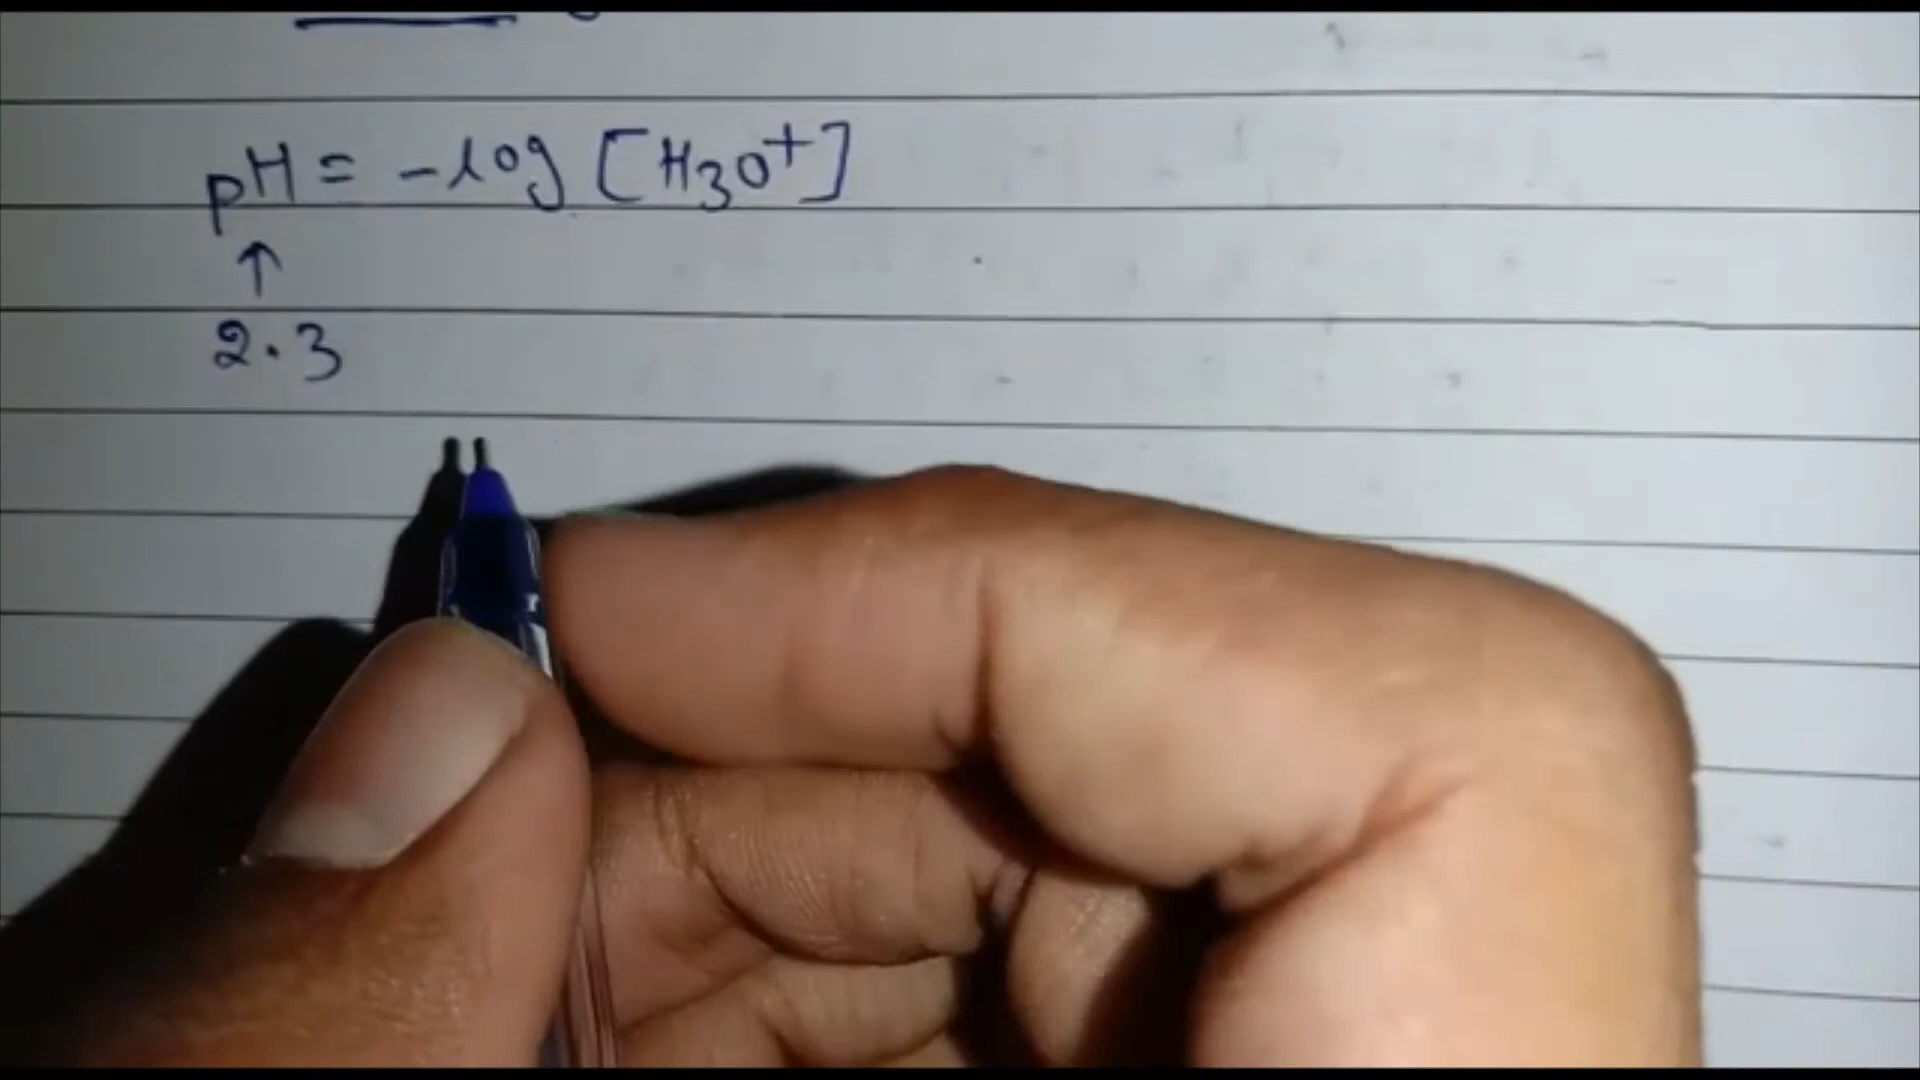 pH = -log [H3O+]
↑
2.3